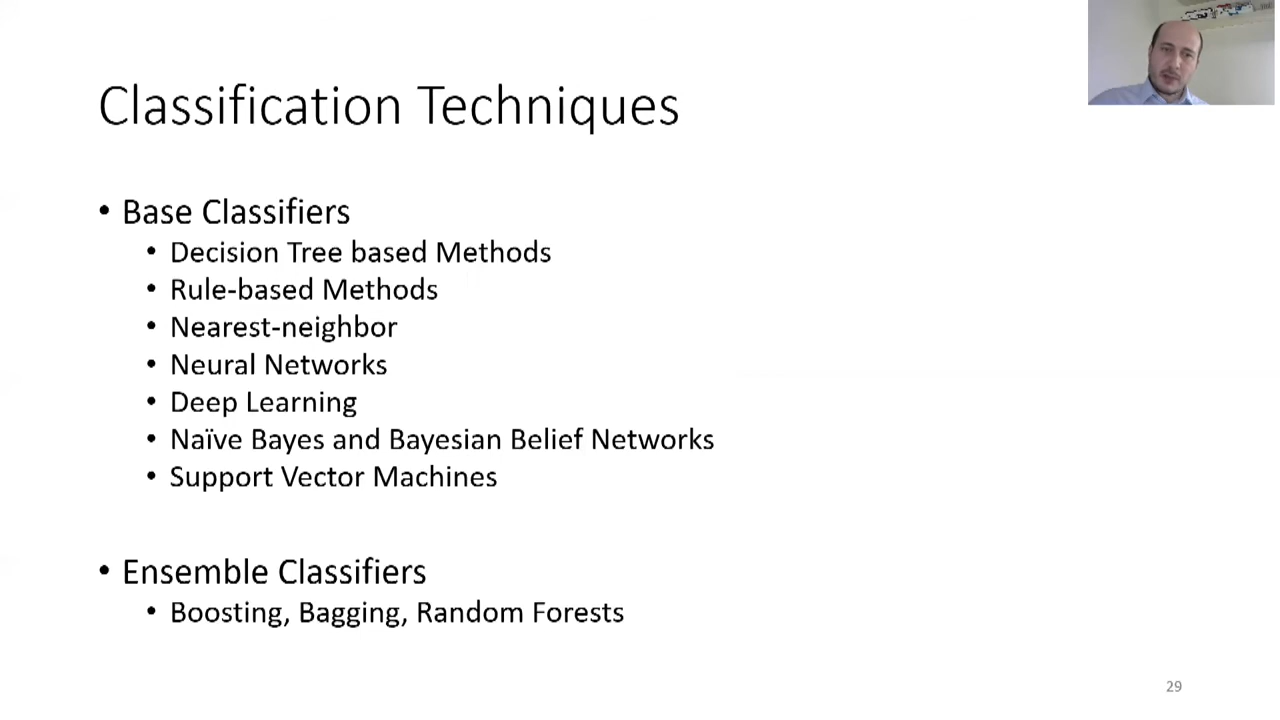 Classification Techniques
• Base Classifiers
• Decision Tree based Methods
• Rule-based Methods
• Nearest-neighbor
• Neural Networks
• Deep Learning
• Naïve Bayes and Bayesian Belief Networks
• Support Vector Machines
• Ensemble Classifiers
• Boosting, Bagging, Random Forests
29